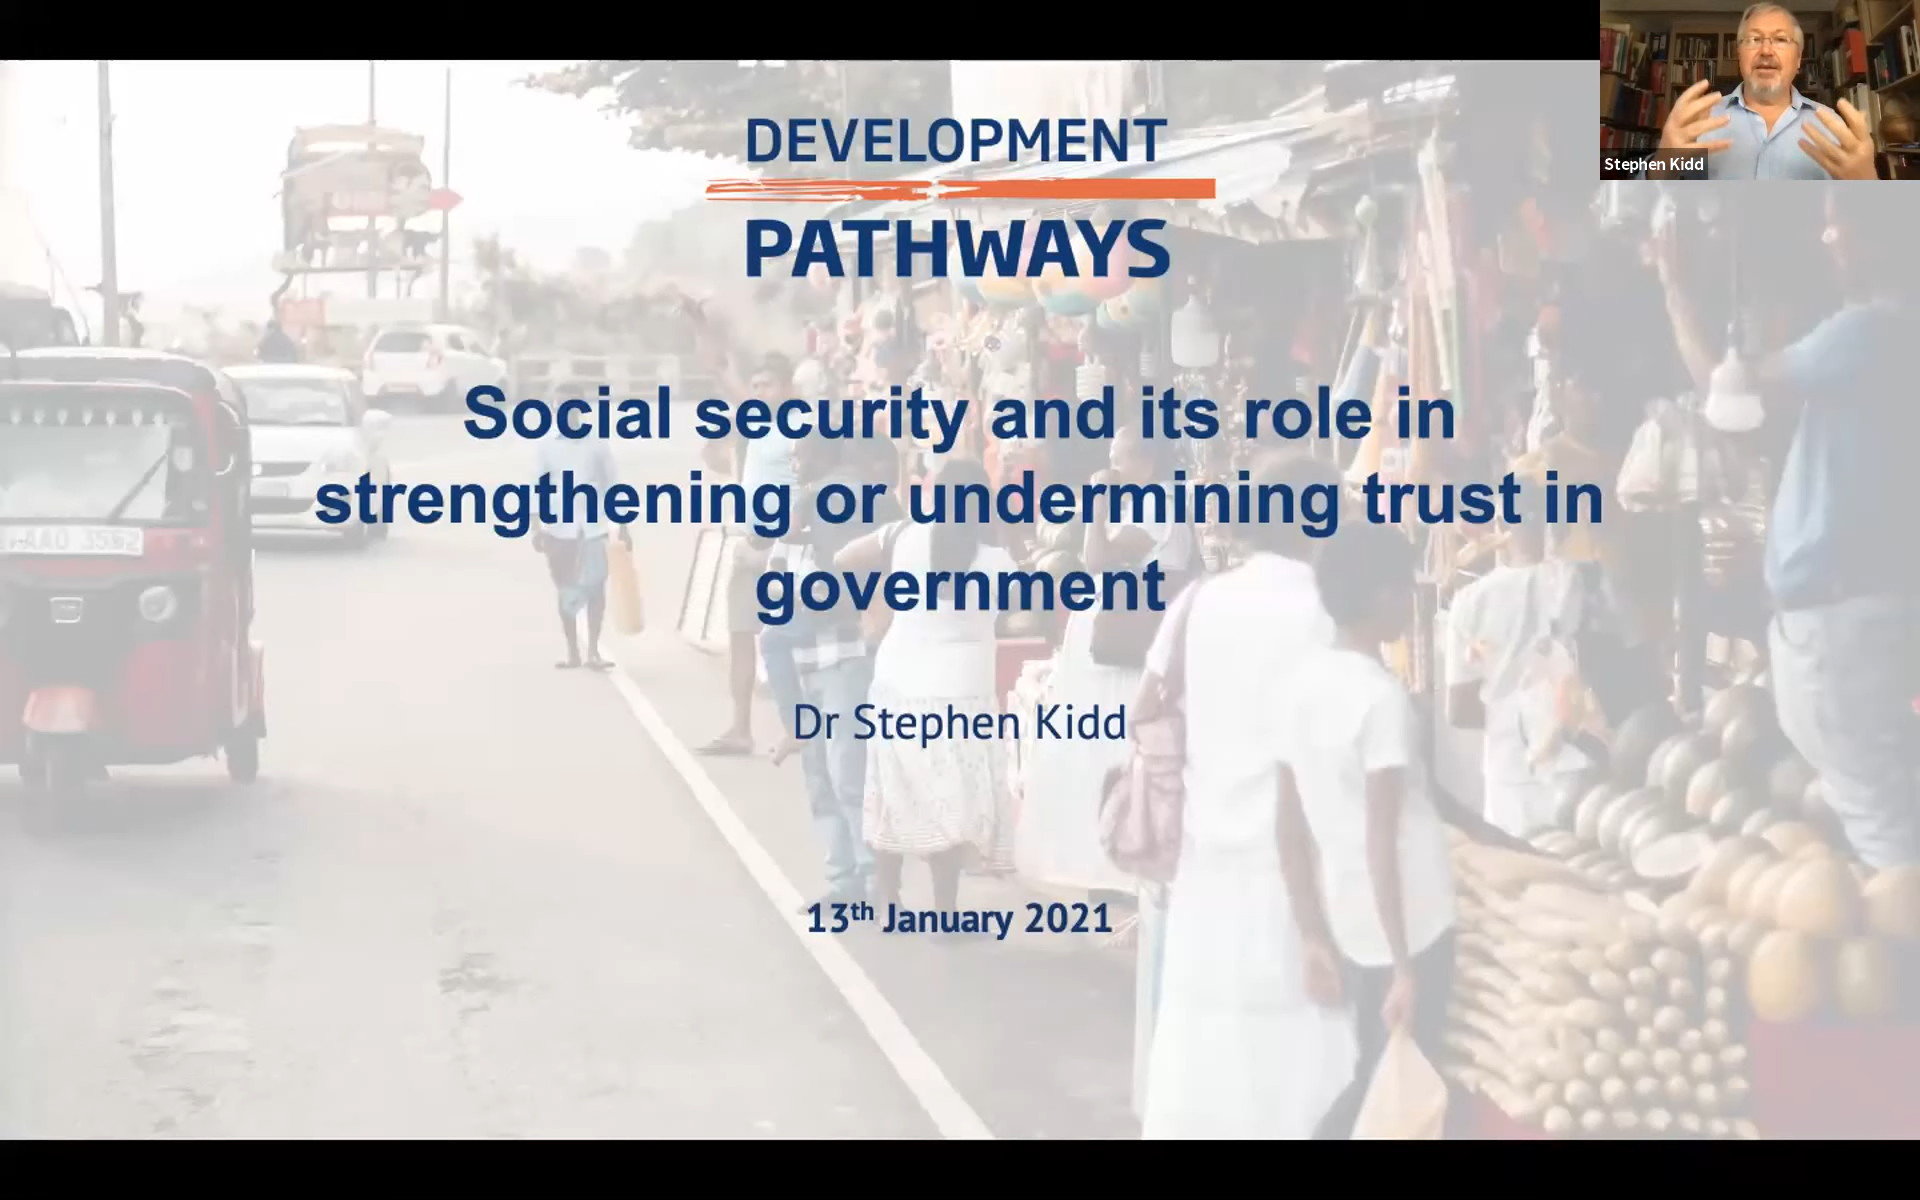 DEVELOPMENT
PATHWAYS
Stephen Kidd
Social security and its role in
strengthening or undermining trust in
government
Dr Stephen Kidd
13th January 2021